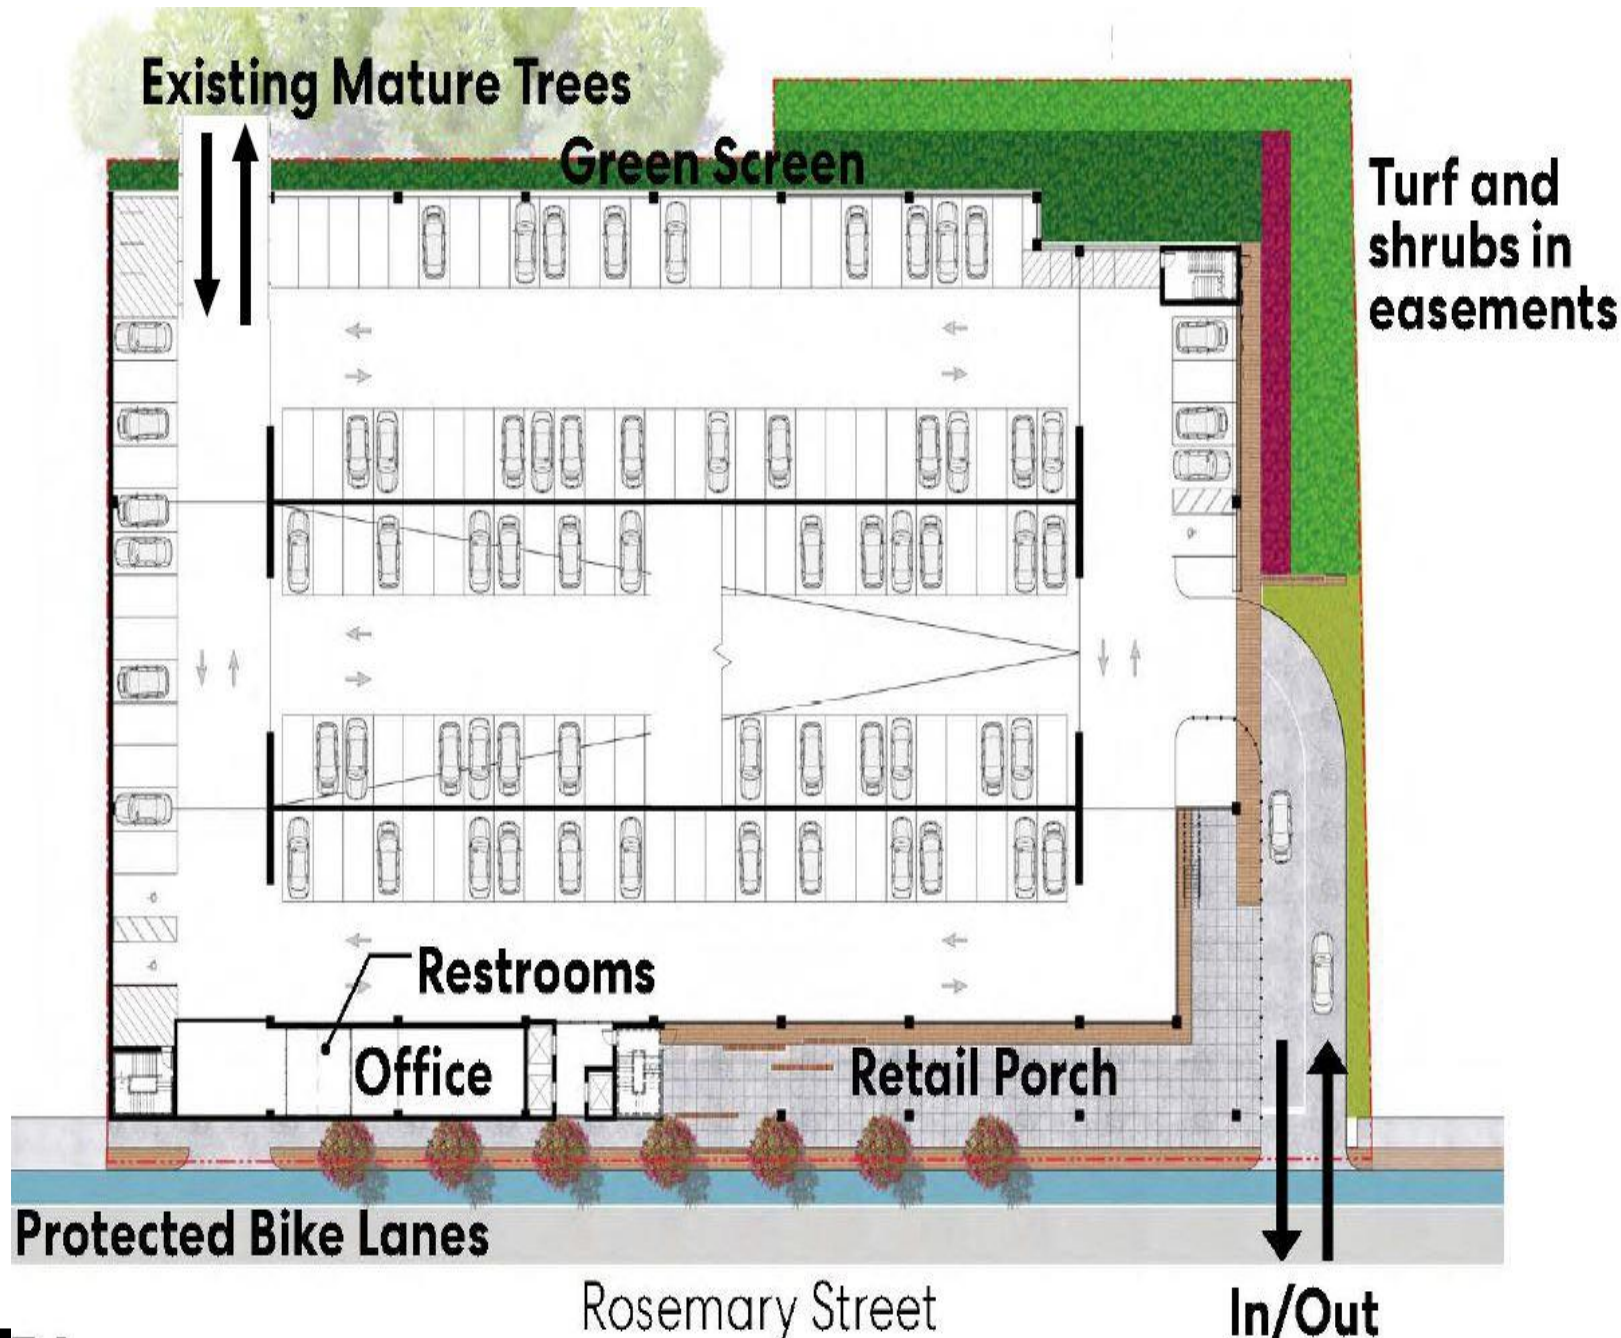 Existing Mature Trees
Green Screen
Turf and
shrubs in
easements
Restrooms
Office
Retail Porch
Protected Bike Lanes
Rosemary Street
In/Out